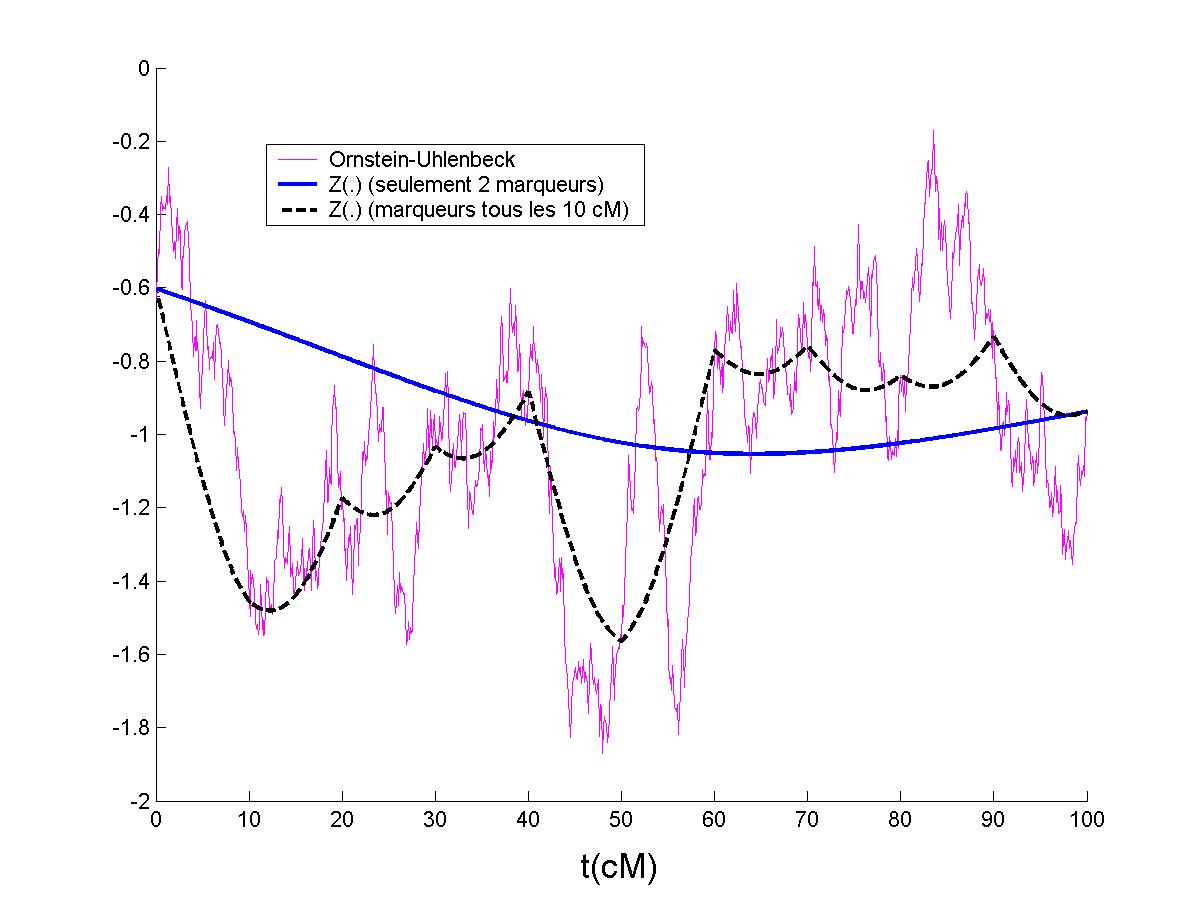 0
-0.2
-0.4
-0.6
-0.8
-1
-1.2
-1.4
-1.6
-1.8
-2
Ornstein-Uhlenbeck
Z(.) (seulement 2 marqueurs)
Z(.) (marqueurs tous les 10 cM)
0 10 20 30 40 50 60 70 80 90 100
t(cM)